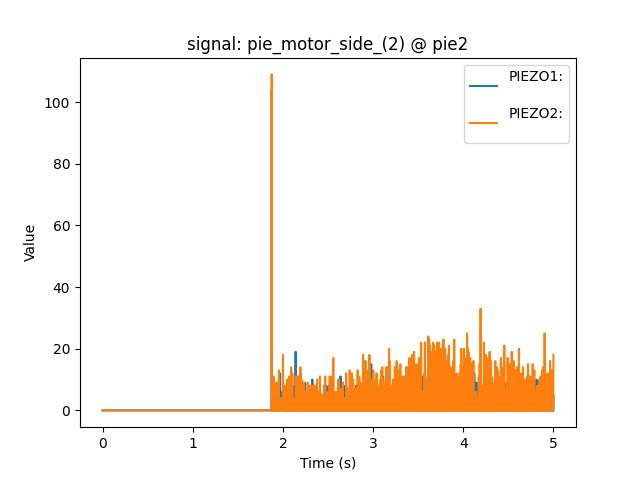 signal: pie_motor_side_(2) @ pie2
PIEZO1:
PIEZO2:
Value
100
80
60
40
20
0
0 1 2 3 4 5
Time (s)